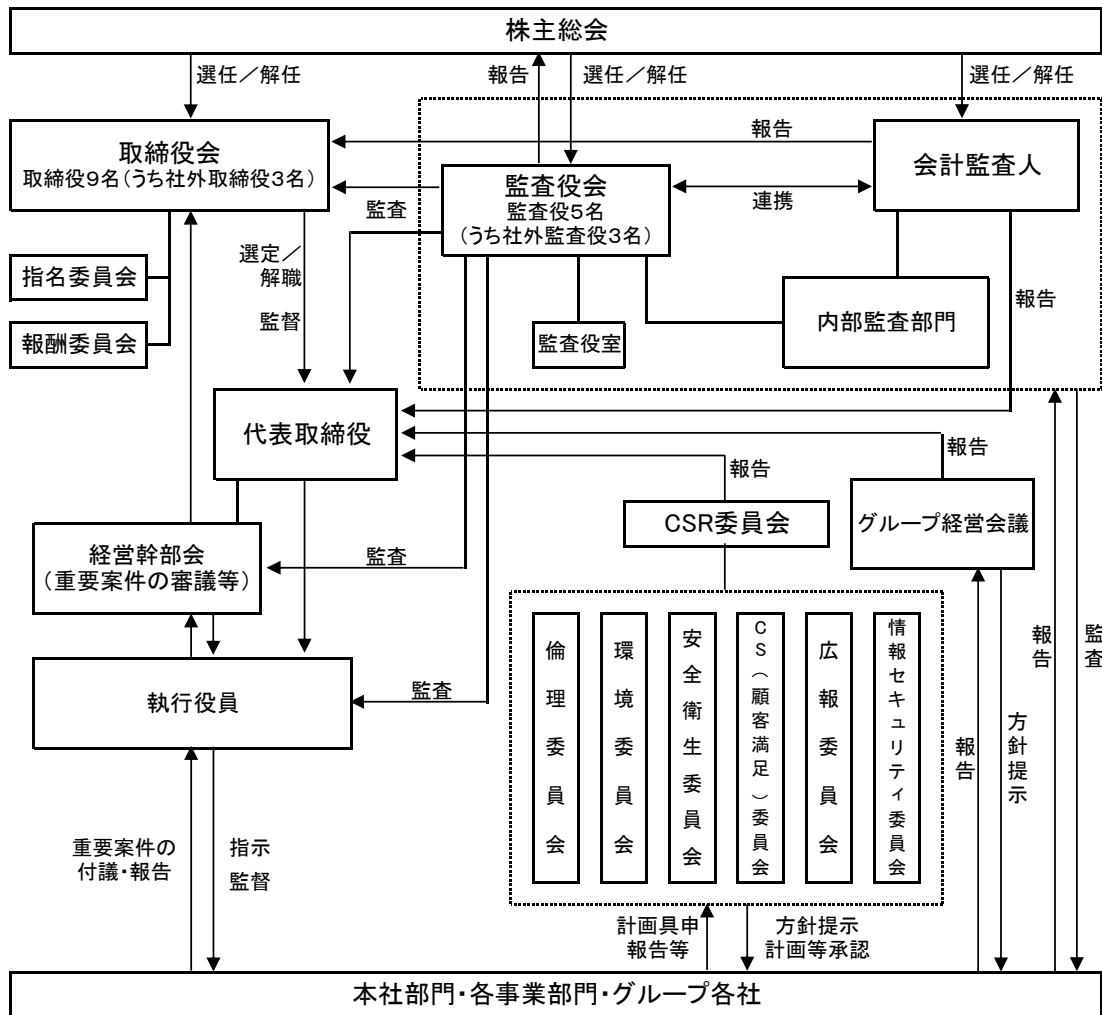 株主総会
選任／解任
報告
選任／解任
選任／解任
取締役会
取締役9名（うち社外取締役3名）
報告
会計監査人
監査役会
監査役5名
（うち社外監査役3名）
監査
連携
指名委員会
報酬委員会
選定／
解職
監督
監査役室
内部監査部門
報告
代表取締役
報告
報告
CSR委員会
グループ経営会議
経営幹部会
（重要案件の審議等）
監査
執行役員
監査
倫理委員会
環境委員会
安全衛生委員会
CS（顧客満足）委員会
広報委員会
情報セキュリティ委員会
報告
方針提示
報告
監査
重要案件の
付議・報告
指示
監督
計画具申
報告等
方針提示
計画等承認
本社部門・各事業部門・グループ各社